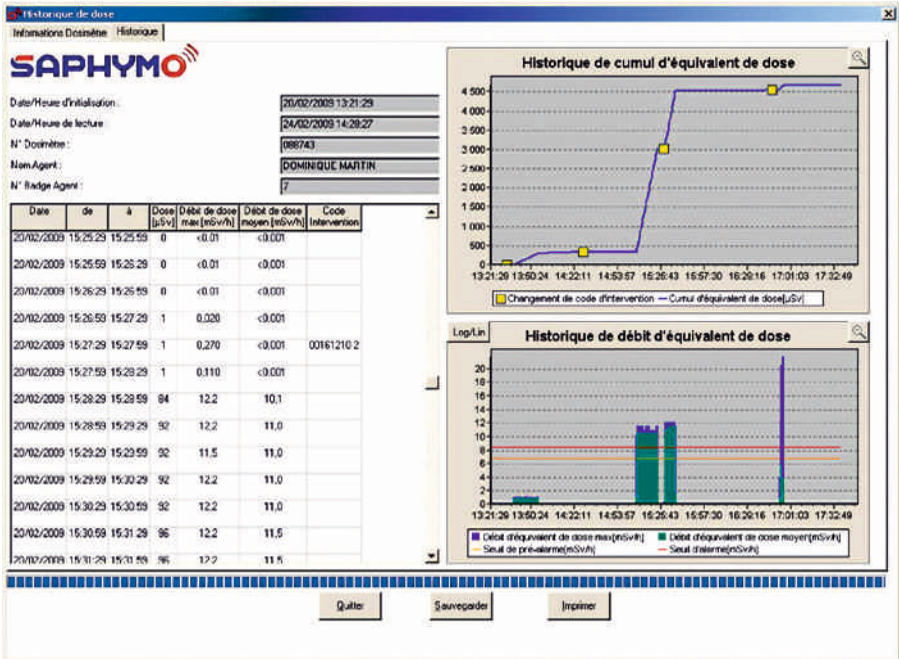 Historique de dose
Informations Dosimètre Historique
SAPHYMO
Date/Heure d'initialisation : 20/02/2009 13:21:29
Date/Heure de lecture : 24/02/2009 14:28:27
N° Dosimètre : 088743
Nom Agent : DOMINIQUE MARTIN
N° Badge Agent : 7
Date de à Dose [µSv] Débit de dose max [mSv/h] Débit de dose moyen [mSv/h] Code Intervention
20/02/2009 15:25:29 15:25:59 0 <0.01 <0,001
20/02/2009 15:25:59 15:26:29 0 <0.01 <0,001
20/02/2009 15:26:29 15:26:59 0 <0.01 <0,001
20/02/2009 15:26:59 15:27:29 1 0,020 <0.001
20/02/2009 15:27:29 15:27:59 1 0,270 <0,001 00161210 2
20/02/2009 15:27:59 15:28:29 1 0,110 <0.001
20/02/2009 15:28:29 15:28:59 84 12.2 10,1
20/02/2009 15:28:59 15:29:29 92 12,2 11,0
20/02/2009 15:29:29 15:29:59 92 11,5 11,0
20/02/2009 15:29:59 15:30:29 92 12.2 11,0
20/02/2009 15:30:29 15:30:59 92 12.2 11,0
20/02/2009 15:30:59 15:31:29 96 12.2 11,5
20/02/2009 15:31:29 15:31:59 96 12.2 11.5
Historique de cumul d'équivalent de dose
4 500
4 000
3 500
3 000
2 500
2 000
1 500
1 000
500
0
13:21:29 13:50:24 14:22:11 14:53:57 15:25:43 15:57:30 16:29:16 17:01:03 17:32:49
Changement de code d'intervention Cumul d'équivalent de dose[µSv]
Log/Lin
Historique de débit d'équivalent de dose
20
18
16
14
12
10
8
6
4
2
0
13:21:29 13:50:24 14:22:11 14:53:57 15:25:43 15:57:30 16:29:16 17:01:03 17:32:49
Débit d'équivalent de dose max[mSv/h] Débit d'équivalent de dose moyen[mSv/h]
Seuil de pré-alarme[mSv/h] Seuil d'alarme[mSv/h]
Quitter Sauvegarder Imprimer